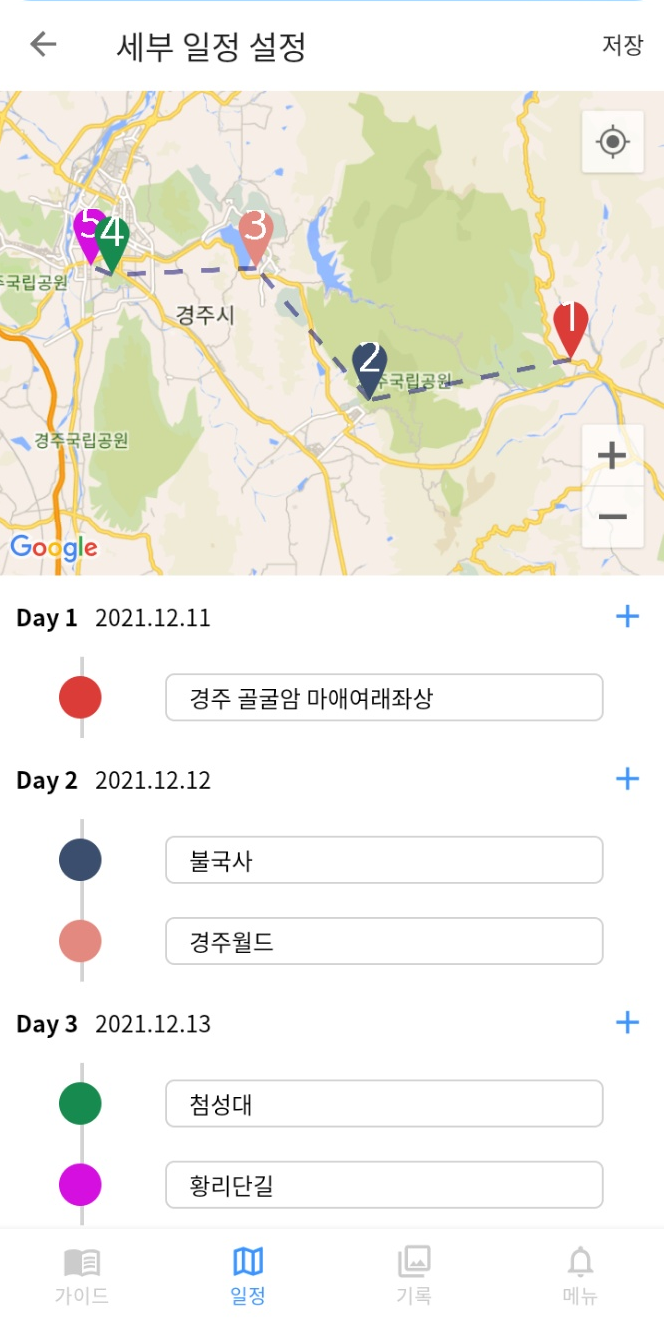 세부 일정 설정
저장
5
4
3
국립공원
경주시
1
2
주국립공원
경주국립공원
+
−
Google
Day 1 2021.12.11 +
경주 골굴암 마애여래좌상
Day 2 2021.12.12 +
불국사
경주월드
Day 3 2021.12.13 +
첨성대
황리단길
가이드
일정
기록
메뉴